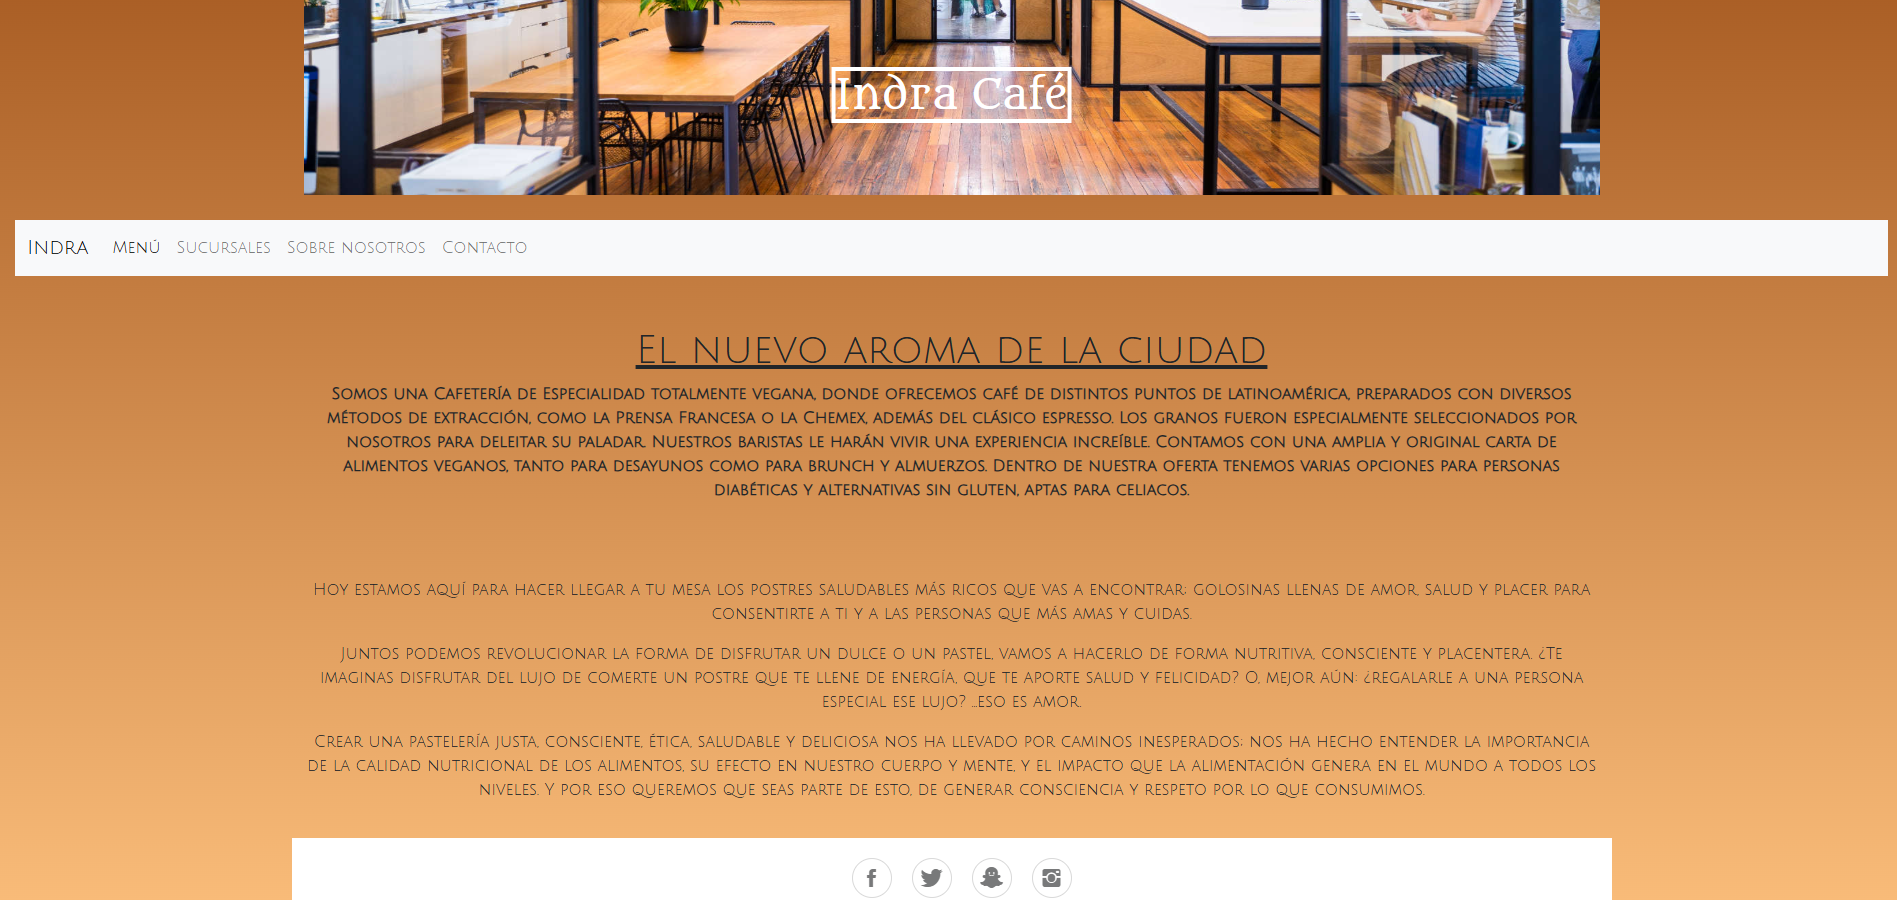 Indra Café
Indra Menú Sucursales Sobre nosotros Contacto
El nuevo aroma de la ciudad
Somos una Cafetería de Especialidad totalmente vegana, donde ofrecemos café de distintos puntos de latinoamérica, preparados con diversos
métodos de extracción, como la Prensa Francesa o la Chemex, además del clásico espresso. Los granos fueron especialmente seleccionados por
nosotros para deleitar su paladar. Nuestros baristas le harán vivir una experiencia increíble. Contamos con una amplia y original carta de
alimentos veganos, tanto para desayunos como para brunch y almuerzos. Dentro de nuestra oferta tenemos varias opciones para personas
diabéticas y alternativas sin gluten, aptas para celiacos.
Hoy estamos aquí para hacer llegar a tu mesa los postres saludables más ricos que vas a encontrar; golosinas llenas de amor, salud y placer para
consentirte a ti y a las personas que más amas y cuidas.
Juntos podemos revolucionar la forma de disfrutar un dulce o un pastel, vamos a hacerlo de forma nutritiva, consciente y placentera. ¿Te
imaginas disfrutar del lujo de comerte un postre que te llene de energía, que te aporte salud y felicidad? O, mejor aún: ¿regalarle a una persona
especial ese lujo? ...eso es amor.
Crear una pastelería justa, consciente, ética, saludable y deliciosa nos ha llevado por caminos inesperados; nos ha hecho entender la importancia
de la calidad nutricional de los alimentos, su efecto en nuestro cuerpo y mente, y el impacto que la alimentación genera en el mundo a todos los
niveles. Y por eso queremos que seas parte de esto, de generar consciencia y respeto por lo que consumimos.